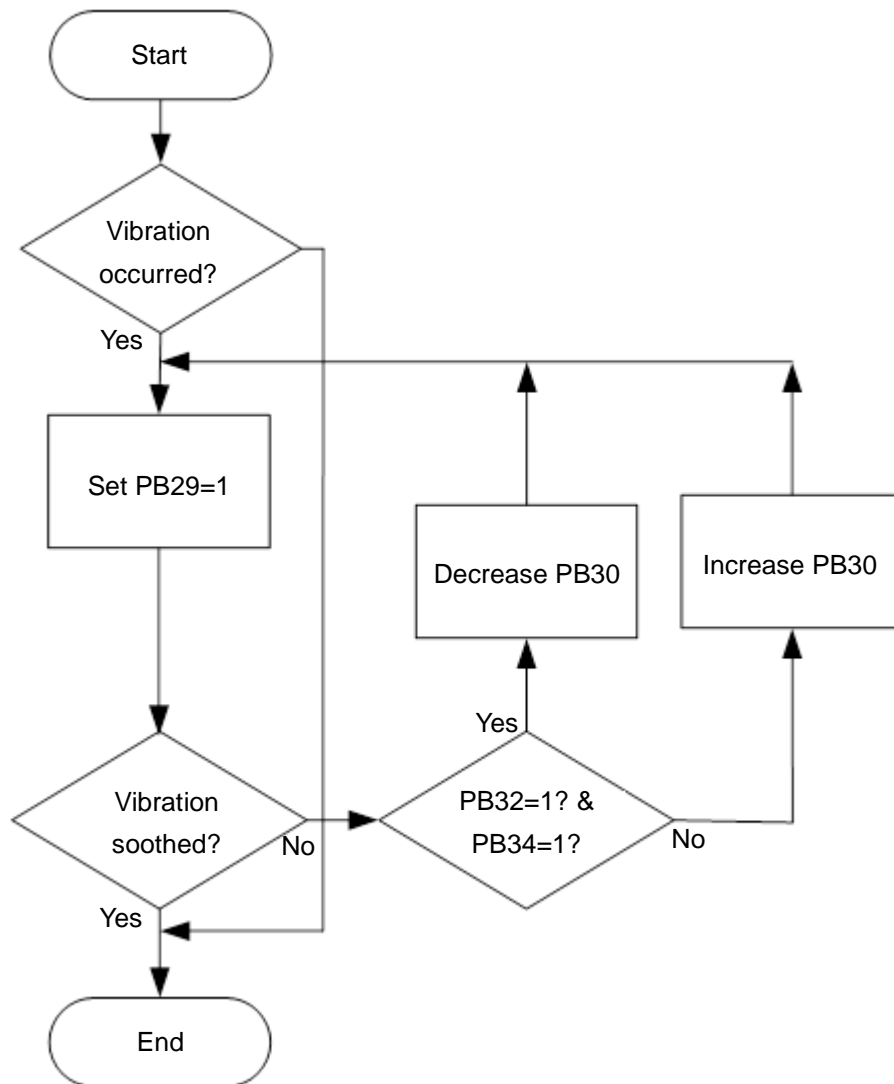 Start
Vibration
occurred?
Yes
Set PB29=1
Decrease PB30
Increase PB30
Yes
Vibration
soothed?
No
PB32=1? &
PB34=1?
No
Yes
End